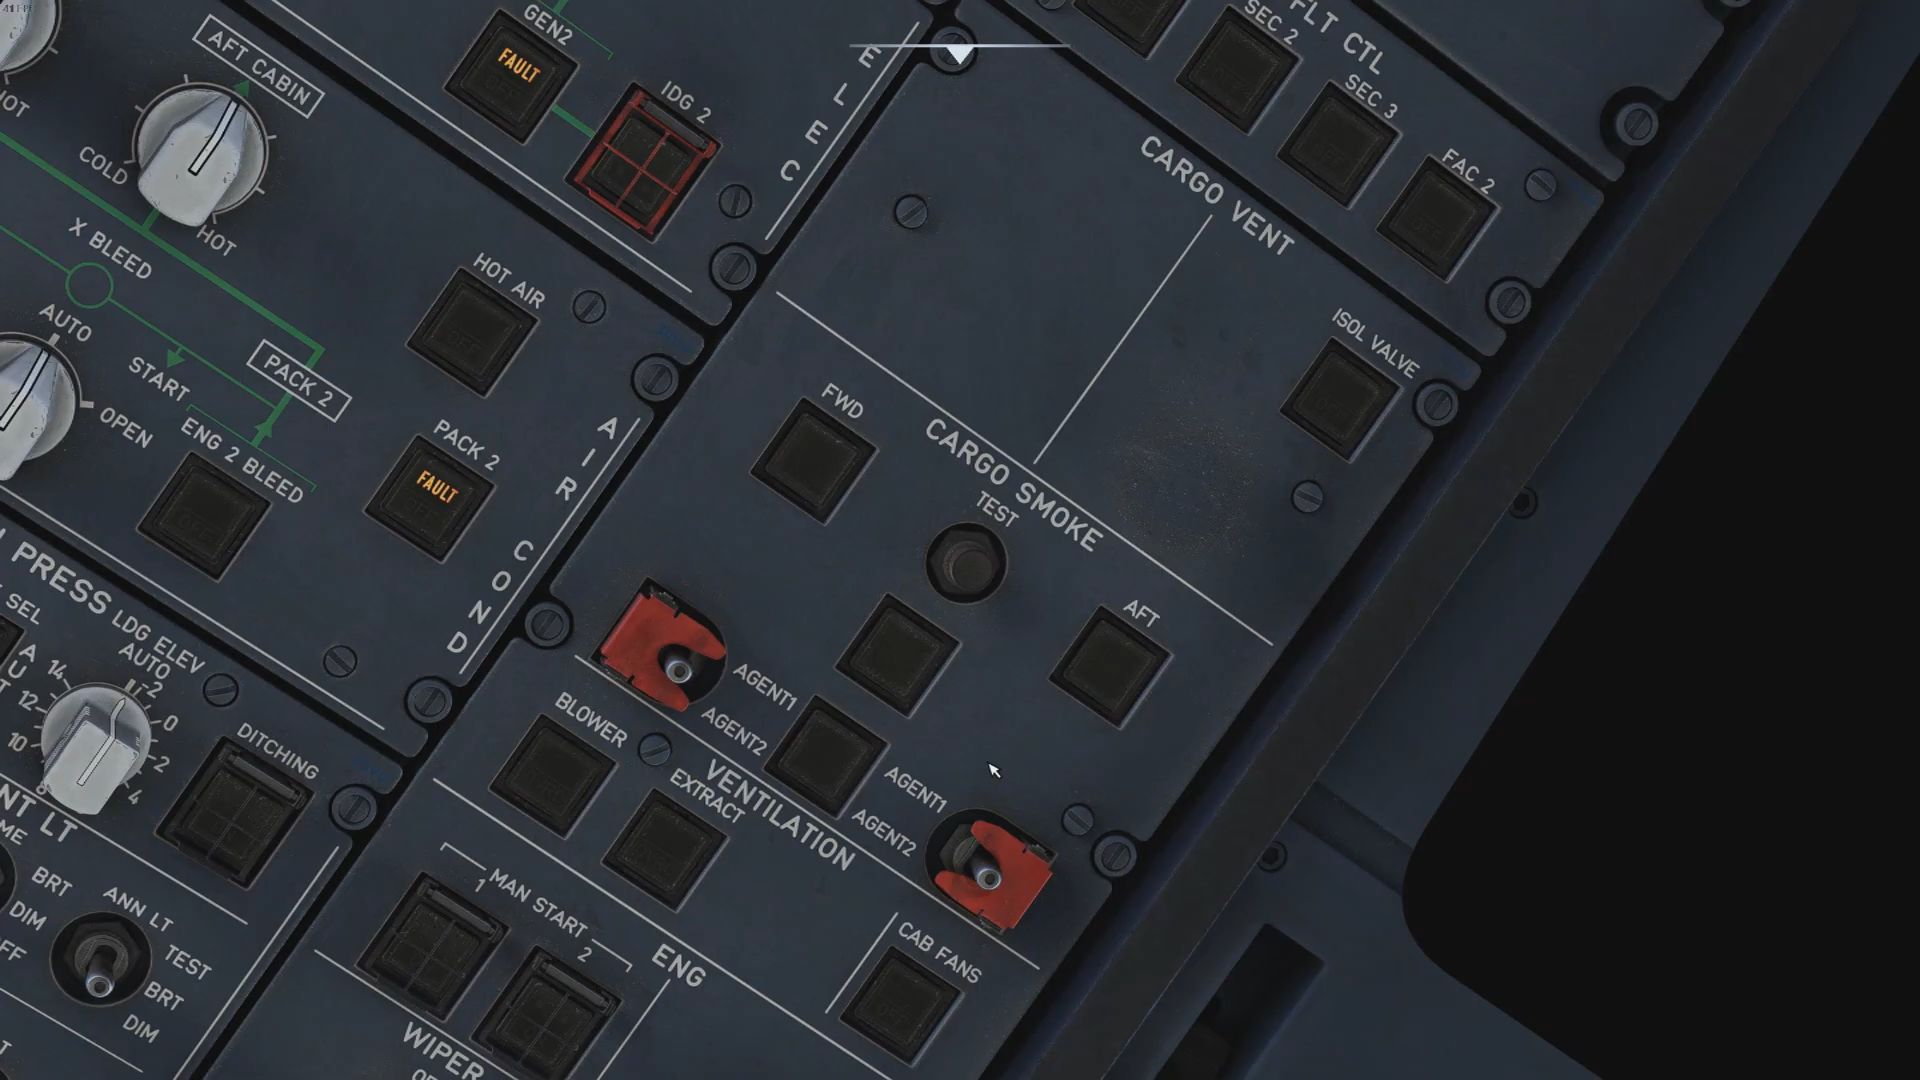 GEN2
FAULT
IDG 2
ELEC
AFT CABIN
COLD
HOT
HOT
X BLEED
AUTO
START
OPEN
HOT AIR
PACK 2
ENG 2 BLEED
PACK 2
FAULT
AIR COND
FLT CTL
SEC 2
SEC 3
FAC 2
CARGO VENT
ISOL VALVE
CARGO SMOKE
FWD
TEST
AFT
AGENT1
AGENT2
AGENT1
AGENT2
PRESS
SEL
LDG ELEV
AUTO
-2
0
2
4
14
12
10
8
DITCHING
BLOWER
EXTRACT
VENTILATION
MAN START
1
2
ENG
CAB FANS
WIPER
NT LT
BRT
DIM
ANN LT
TEST
BRT
DIM